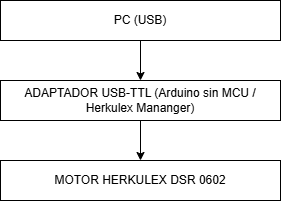 PC (USB)
ADAPTADOR USB-TTL (Arduino sin MCU /
Herkulex Mananger)
MOTOR HERKULEX DSR 0602